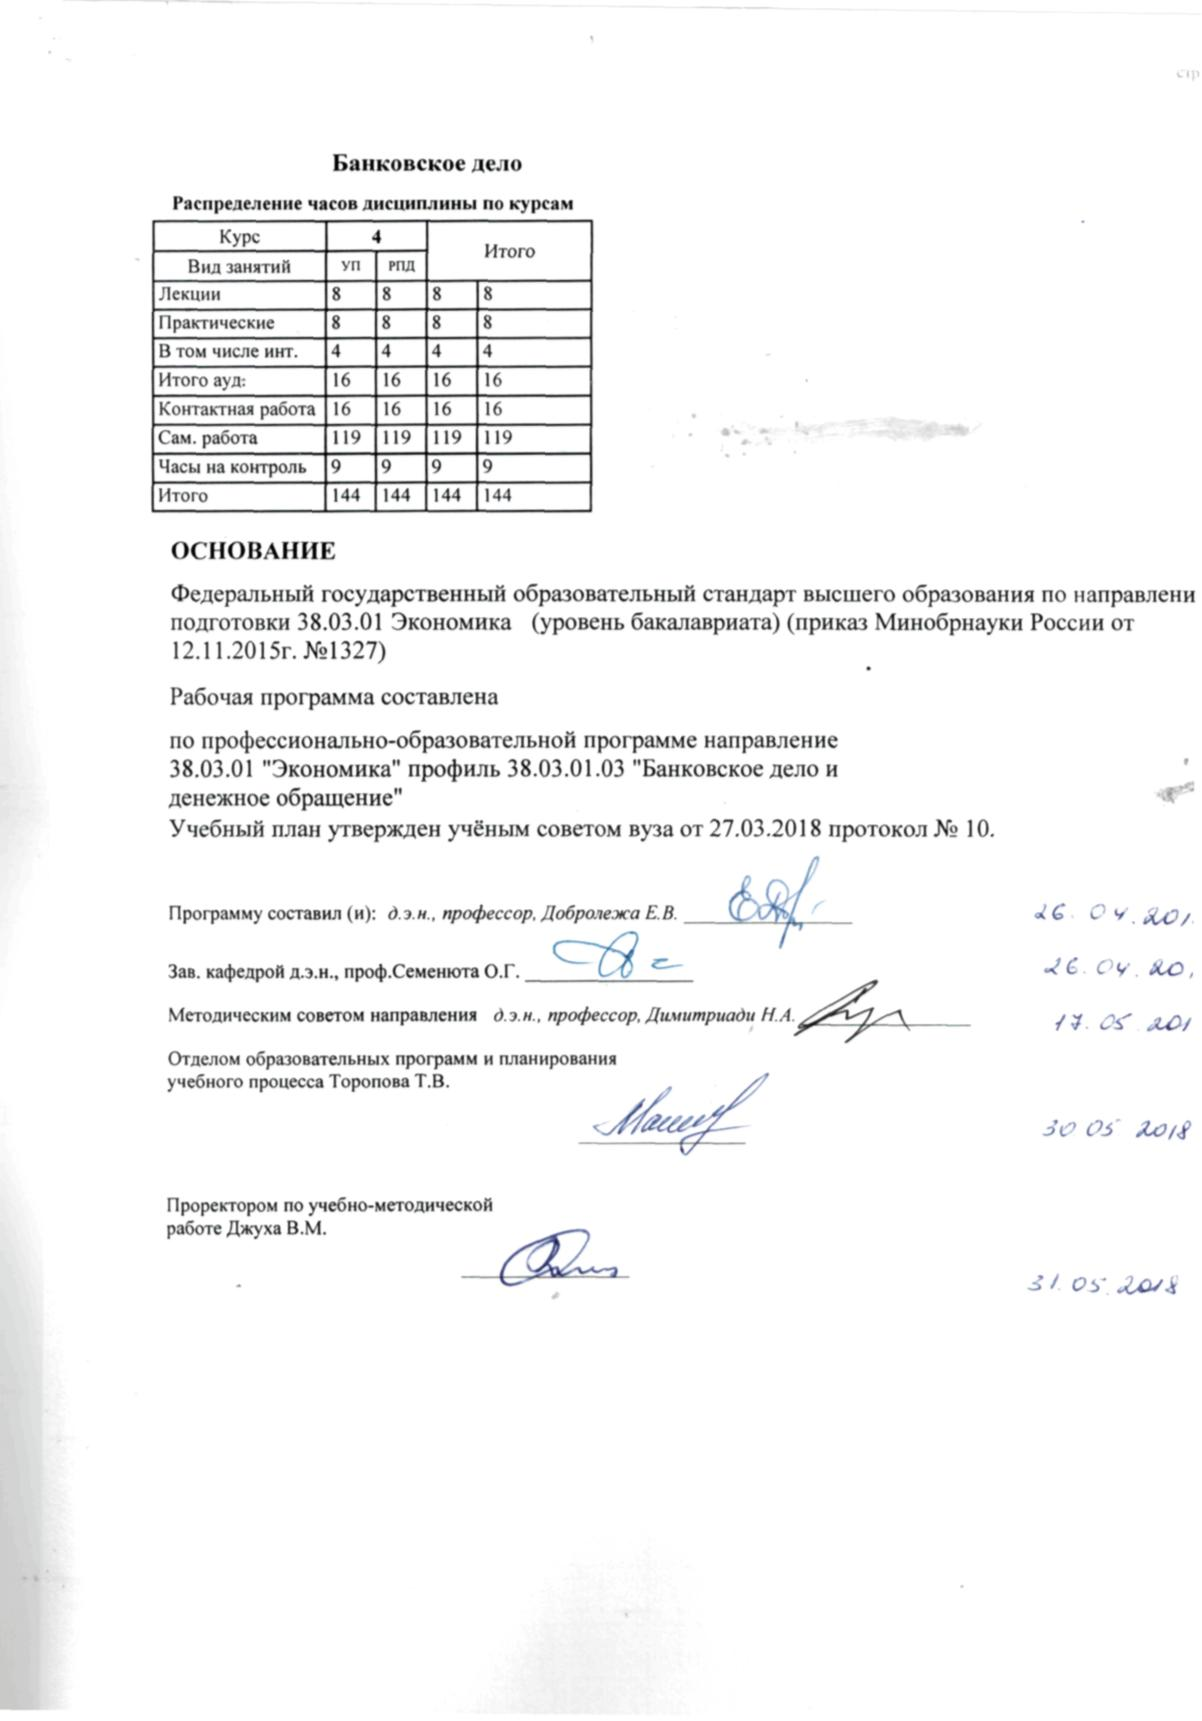 стр
Банковское дело
Распределение часов дисциплины по курсам
Курс 4 Итого
Вид занятий УП РПД
Лекции 8 8 8 8
Практические 8 8 8 8
В том числе инт. 4 4 4 4
Итого ауд. 16 16 16 16
Контактная работа 16 16 16 16
Сам. работа 119 119 119 119
Часы на контроль 9 9 9 9
Итого 144 144 144 144
ОСНОВАНИЕ
Федеральный государственный образовательный стандарт высшего образования по направлени
подготовки 38.03.01 Экономика (уровень бакалавриата) (приказ Минобрнауки России от
12.11.2015г. №1327)
Рабочая программа составлена
по профессионально-образовательной программе направление
38.03.01 "Экономика" профиль 38.03.01.03 "Банковское дело и
денежное обращение"
Учебный план утвержден учёным советом вуза от 27.03.2018 протокол № 10.
Программу составил (и): д.э.н., профессор, Добролежа Е.В. 26.04.201
Зав. кафедрой д.э.н., проф.Семенюта О.Г. 26.04.20
Методическим советом направления д.э.н., профессор, Димитриади Н.А. 17.05.201
Отделом образовательных программ и планирования
учебного процесса Торопова Т.В.
30 05 2018
Проректором по учебно-методической
работе Джуха В.М.
31.05.2018